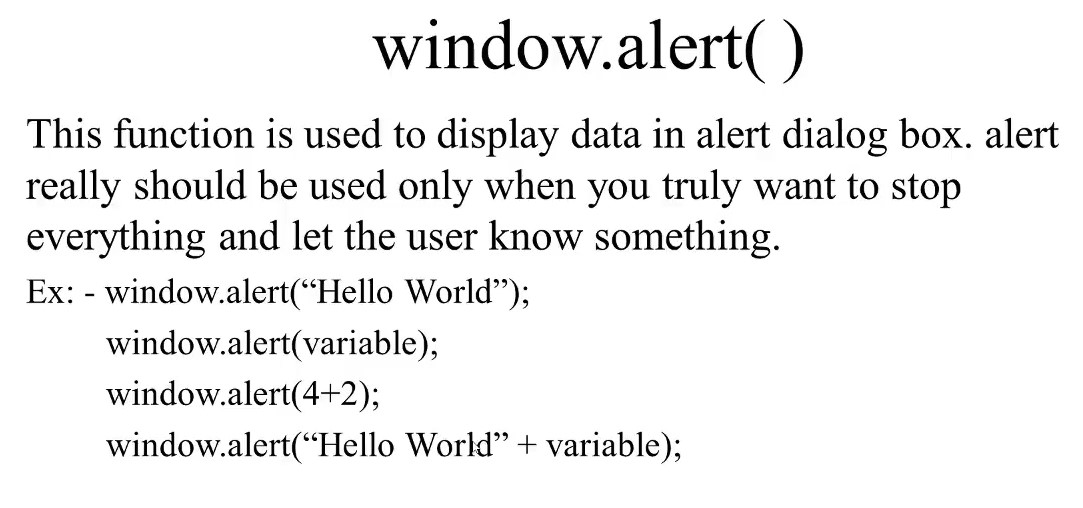 window.alert( )
This function is used to display data in alert dialog box. alert
really should be used only when you truly want to stop
everything and let the user know something.
Ex: - window.alert(“Hello World”);
window.alert(variable);
window.alert(4+2);
window.alert(“Hello World” + variable);